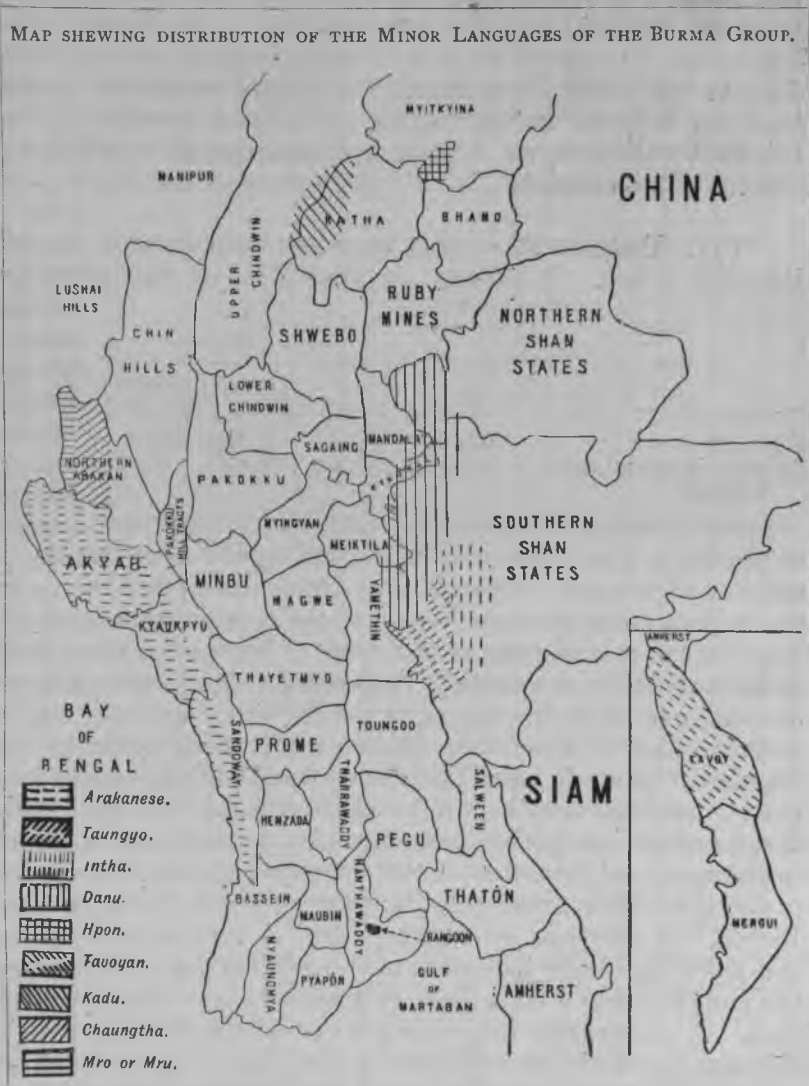 MAP SHEWING DISTRIBUTION OF THE MINOR LANGUAGES OF THE BURMA GROUP.
MYITKYINA
MANIPUR
CHINA
KATHA
BHAMO
UPPER
CHINDWIN
LUSHAI
HILLS
RUBY
MINES
NORTHERN
SHAN
STATES
CHIN
HILLS
SHWEBO
LOWER
CHINDWIN
SAGAING
MANDALA
NORTHERN
ARAKAN
PAKOKKU
PAKOKKU
HILL TRACTS
MYINGYAN
MEIKTILA
SOUTHERN
SHAN
STATES
AKYAB
MINBU
MAGWE
YAMETHIN
KYAUKPYU
AMHERST
THAYETMYO
BAY
OF
BENGAL
SANDOWAY
PROME
TOUNGOO
TAVOY
SIAM
SALWEEN
THARRAWADDY
HENZADA
PEGU
HANTHAWADDY
THATÔN
BASSEIN
MAUBIN
RANGOON
MERGUI
MYAUNGMYA
PYAPÔN
GULF
OF
MARTABAN
AMHERST
Arakanese.
Taungyo.
Intha.
Danu.
Hpon.
Tavoyan.
Kadu.
Chaungtha.
Mro or Mru.